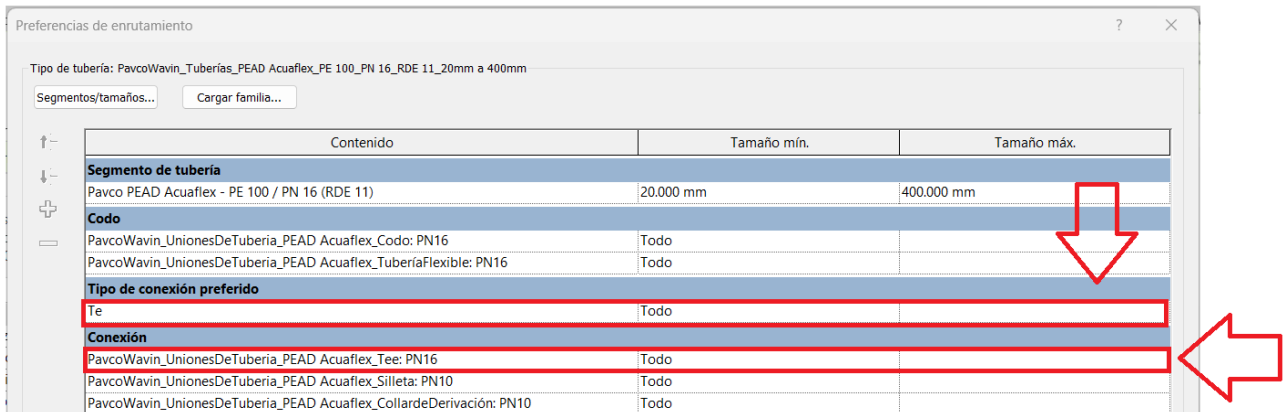 Preferencias de enrutamiento ? ×
Tipo de tubería: PavcoWavin_Tuberías_PEAD Acuaflex_PE 100_PN 16_RDE 11_20mm a 400mm
Segmentos/tamaños... Cargar familia...
Contenido Tamaño mín. Tamaño máx.
Segmento de tubería
Pavco PEAD Acuaflex - PE 100 / PN 16 (RDE 11) 20.000 mm 400.000 mm
Codo
PavcoWavin_UnionesDeTuberia_PEAD Acuaflex_Codo: PN16 Todo
PavcoWavin_UnionesDeTuberia_PEAD Acuaflex_TuberíaFlexible: PN16 Todo
Tipo de conexión preferido
Te Todo
Conexión
PavcoWavin_UnionesDeTuberia_PEAD Acuaflex_Tee: PN16 Todo
PavcoWavin_UnionesDeTuberia_PEAD Acuaflex_Silleta: PN10 Todo
PavcoWavin_UnionesDeTuberia_PEAD Acuaflex_CollardeDerivación: PN10 Todo